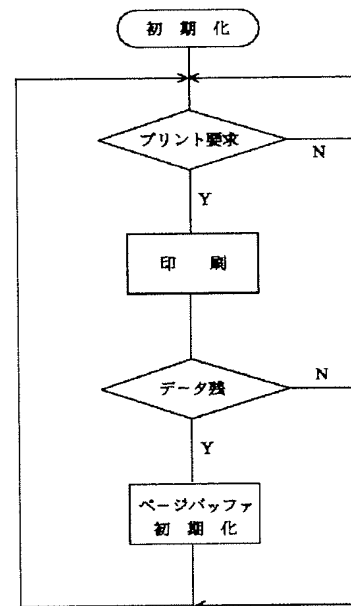 初 期 化
プリント要求
N
Y
印 刷
データ残
N
Y
ページバッファ
初 期 化